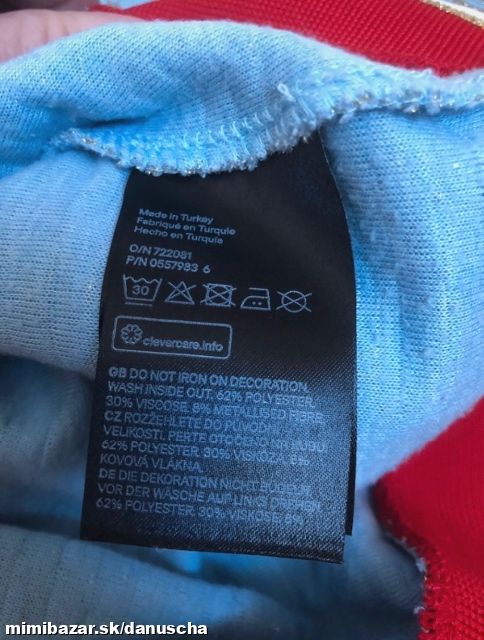 Made in Turkey
Fabriqué en Turquie
Hecho en Turquía
O/N 722081
P/N 0557983 6
30
clevercare.info
GB DO NOT IRON ON DECORATION.
WASH INSIDE OUT. 62% POLYESTER.
30% VISCOSE. 8% METALLISED FIBRE.
CZ ROZŽEHLETE DO PŮVODNÍ
VELIKOSTI. PERTE OTOČENÉ NA RUBU.
62% POLYESTER. 30% VISKÓZA. 8%
KOVOVÁ VLÁKNA.
DE DIE DEKORATION NICHT BÜGELN.
VOR DER WÄSCHE AUF LINKS DREHEN.
62% POLYESTER. 30% VISCOSE. 8%
mimibazar.sk/danuscha